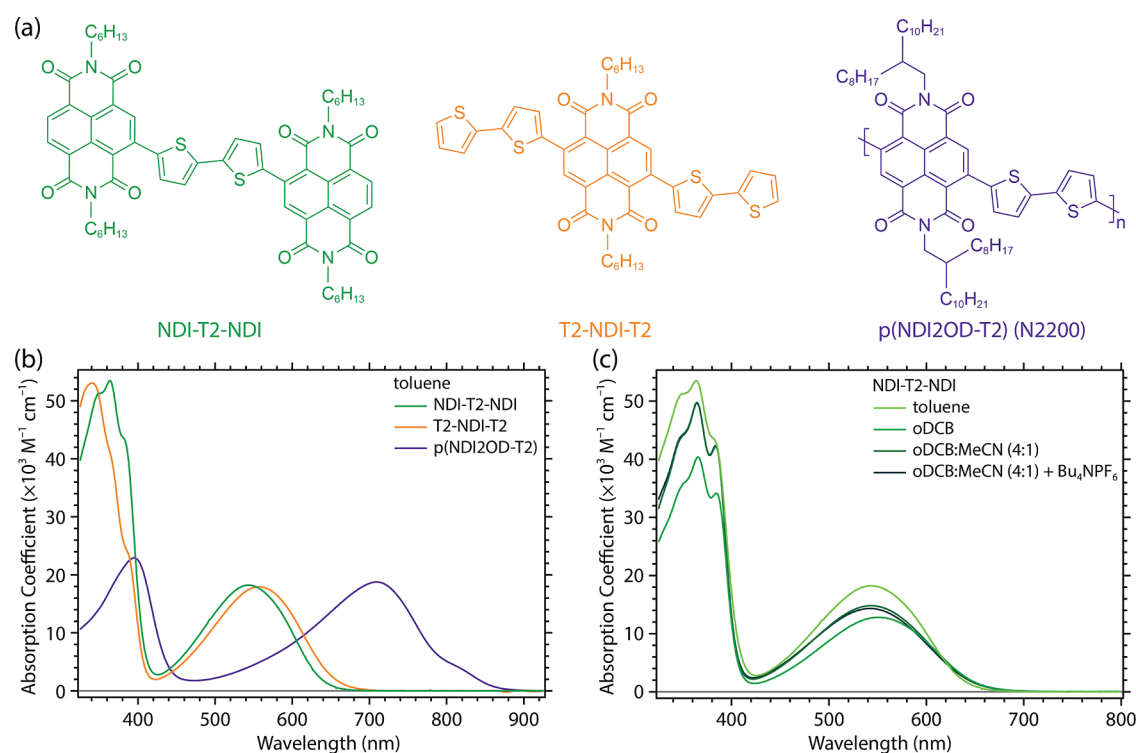 (a)
C₆H₁₃
O N O
O N O
C₆H₁₃
S
S
C₆H₁₃
O N O
O N O
C₆H₁₃
NDI-T2-NDI
C₆H₁₃
O N O
S
S
S
S
O N O
C₆H₁₃
T2-NDI-T2
C₁₀H₂₁
C₈H₁₇
O N O
S
S
n
O N O
C₈H₁₇
C₁₀H₂₁
p(NDI2OD-T2) (N2200)
(b)
toluene
NDI-T2-NDI
T2-NDI-T2
p(NDI2OD-T2)
Absorption Coefficient (×10³ M⁻¹ cm⁻¹)
50
40
30
20
10
0
400 500 600 700 800 900
Wavelength (nm)
(c)
NDI-T2-NDI
toluene
oDCB
oDCB:MeCN (4:1)
oDCB:MeCN (4:1) + Bu₄NPF₆
Absorption Coefficient (×10³ M⁻¹ cm⁻¹)
50
40
30
20
10
0
400 500 600 700 800
Wavelength (nm)